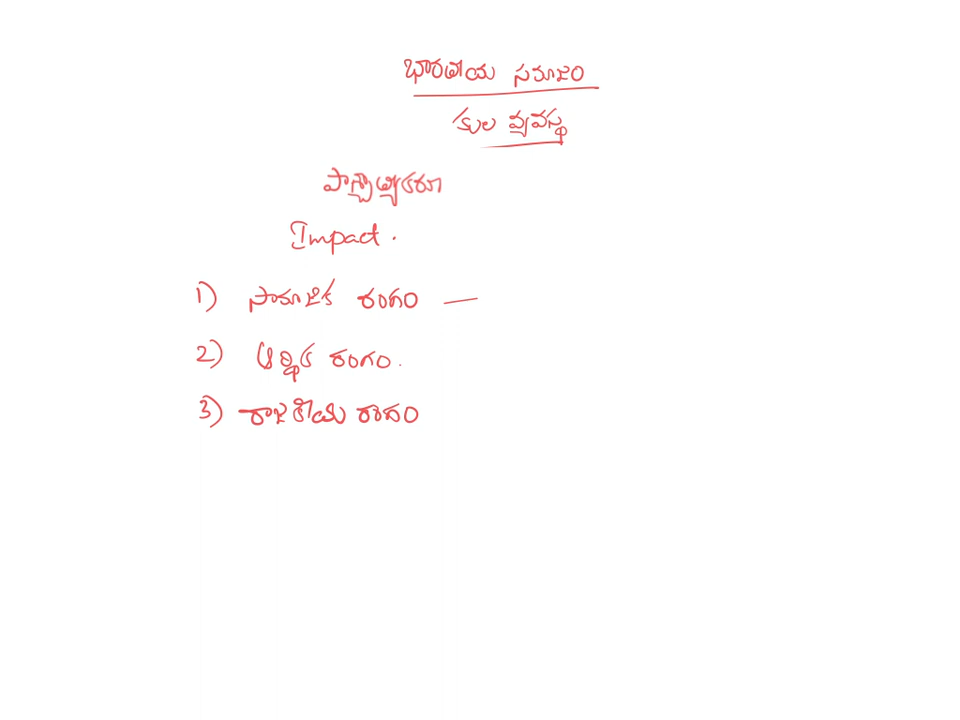 భారతీయ సమాజం
కుల వ్యవస్థ
పాశ్చాత్యీకరణ
Impact.
1) సామాజిక రంగం —
2) ఆర్థిక రంగం.
3) రాజకీయ రంగం